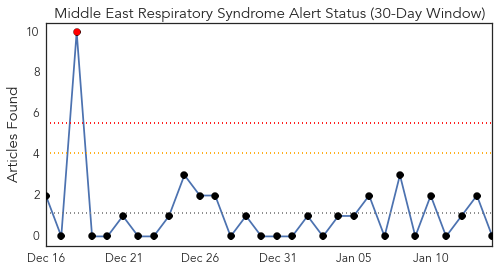 Middle East Respiratory Syndrome Alert Status (30-Day Window)
Articles Found
10
8
6
4
2
0
Dec 16 Dec 21 Dec 26 Dec 31 Jan 05 Jan 10